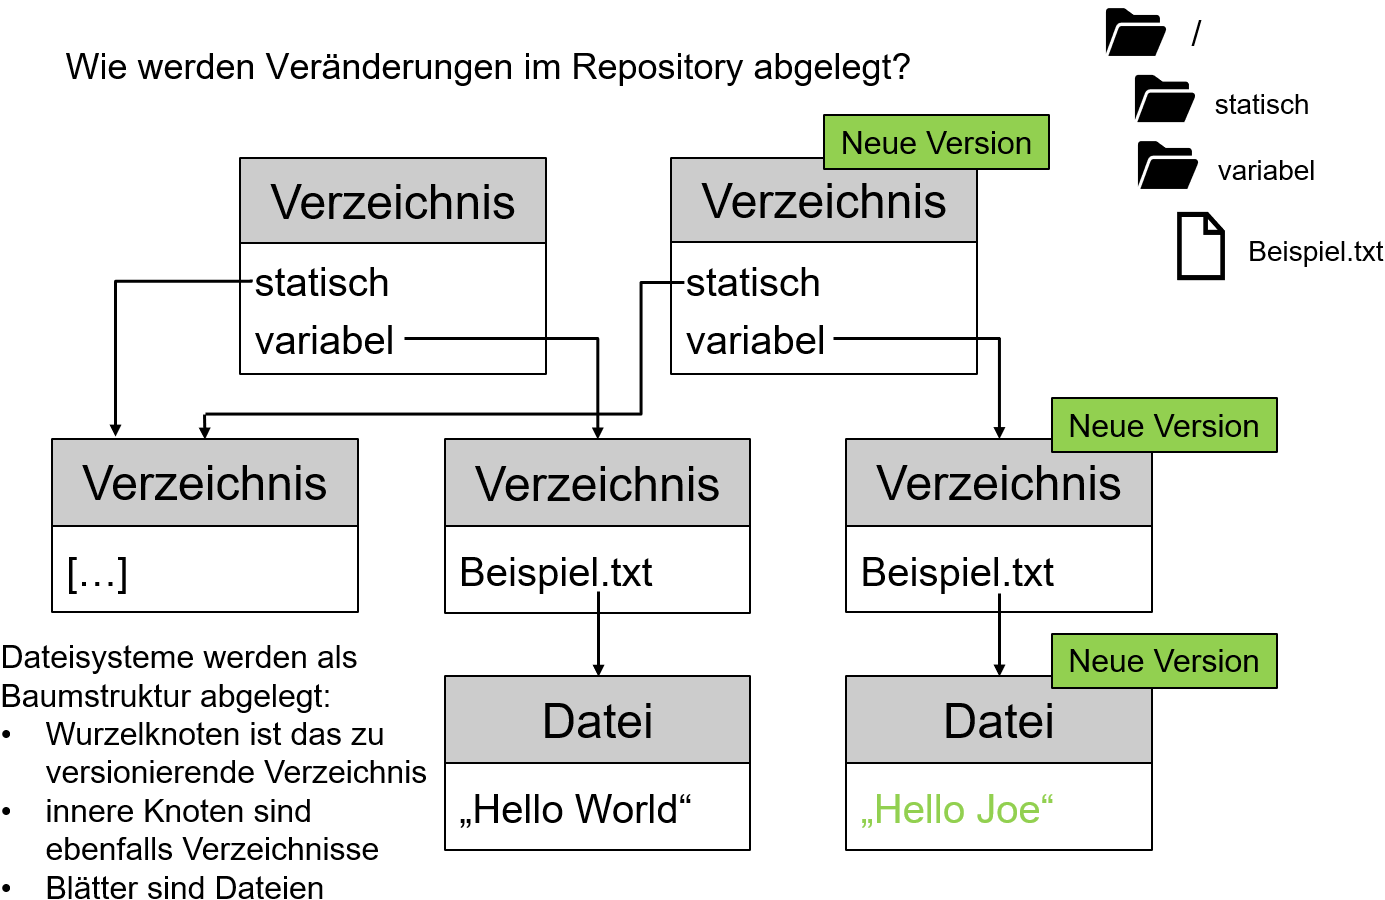 Wie werden Veränderungen im Repository abgelegt?
/
statisch
variabel
Beispiel.txt
Verzeichnis
statisch
variabel
Neue Version
Verzeichnis
statisch
variabel
Verzeichnis
[…]
Verzeichnis
Beispiel.txt
Neue Version
Verzeichnis
Beispiel.txt
Datei
„Hello World“
Neue Version
Datei
„Hello Joe“
Dateisysteme werden als
Baumstruktur abgelegt:
• Wurzelknoten ist das zu
versionierende Verzeichnis
• innere Knoten sind
ebenfalls Verzeichnisse
• Blätter sind Dateien